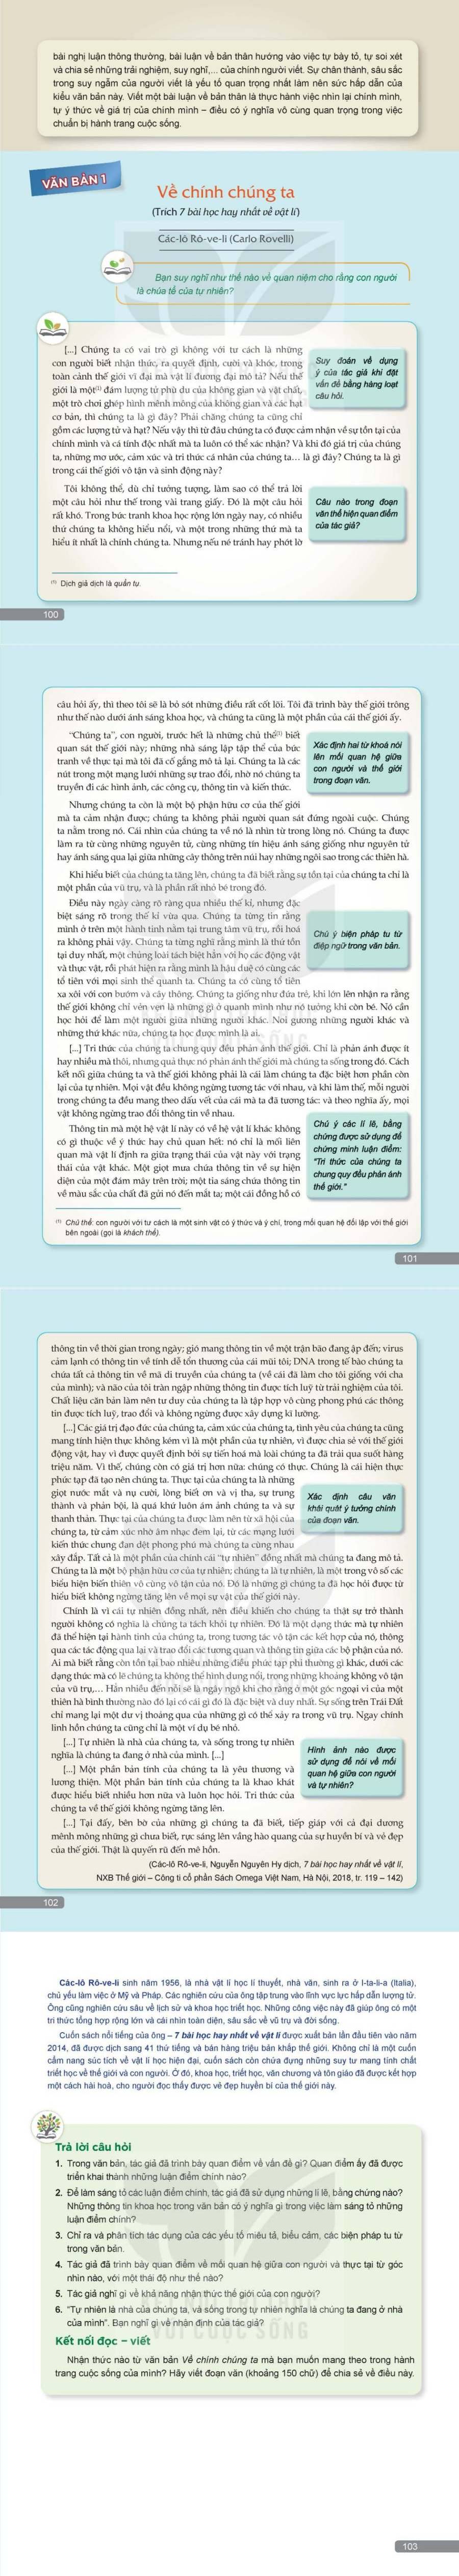 bài nghị luận thông thường, bài luận về bản thân hướng vào việc tự bày tỏ, tự soi xét
và chia sẻ những trải nghiệm, suy nghĩ,... của chính người viết. Sự chân thành, sâu sắc
trong suy ngẫm của người viết là yếu tố quan trọng nhất làm nên sức hấp dẫn của
kiểu văn bản này. Viết một bài luận về bản thân là thực hành việc nhìn lại chính mình,
tự ý thức về giá trị của chính mình – điều có ý nghĩa vô cùng quan trọng trong việc
chuẩn bị hành trang cuộc sống.
VĂN BẢN 1
Về chính chúng ta
(Trích 7 bài học hay nhất về vật lí)
Các-lô Rô-ve-li (Carlo Rovelli)
Bạn suy nghĩ như thế nào về quan niệm cho rằng con người
là chúa tể của tự nhiên?
[...] Chúng ta có vai trò gì không với tư cách là những
con người biết nhận thức, ra quyết định, cười và khóc, trong
toàn cảnh thế giới vĩ đại mà vật lí đương đại mô tả? Nếu thế
giới là một⁽¹⁾ đám lượng tử phù du của không gian và vật chất,
một trò chơi ghép hình mênh mông của không gian và các hạt
cơ bản, thì chúng ta là gì đây? Phải chăng chúng ta cũng chỉ
gồm các lượng tử và hạt? Nếu vậy thì từ đâu chúng ta có được cảm nhận về sự tồn tại của
chính mình và cá tính độc nhất mà ta luôn có thể xác nhận? Và khi đó giá trị của chúng
ta, những mơ ước, cảm xúc và tri thức cá nhân của chúng ta… là gì đây? Chúng ta là gì
trong cái thế giới vô tận và sinh động này?
Suy đoán về dụng
ý của tác giả khi đặt
vấn đề bằng hàng loạt
câu hỏi.
Tôi không thể, dù chỉ tưởng tượng, làm sao có thể trả lời
một câu hỏi như thế trong vài trang giấy. Đó là một câu hỏi
rất khó. Trong bức tranh khoa học rộng lớn ngày nay, có nhiều
thứ chúng ta không hiểu nổi, và một trong những thứ mà ta
hiểu ít nhất là chính chúng ta. Nhưng nếu né tránh hay phớt lờ
Câu nào trong đoạn
văn thể hiện quan điểm
của tác giả?
⁽¹⁾ Dịch giả dịch là quần tụ.
100
câu hỏi ấy, thì theo tôi sẽ là bỏ sót những điều rất cốt lõi. Tôi đã trình bày thế giới trông
như thế nào dưới ánh sáng khoa học, và chúng ta cũng là một phần của cái thế giới ấy.
“Chúng ta”, con người, trước hết là những chủ thể⁽¹⁾ biết
quan sát thế giới này; những nhà sáng lập tập thể của bức
tranh về thực tại mà tôi đã cố gắng mô tả lại. Chúng ta là các
nút trong một mạng lưới những sự trao đổi, nhờ nó chúng ta
truyền đi các hình ảnh, các công cụ, thông tin và kiến thức.
Xác định hai từ khoá nói
lên mối quan hệ giữa
con người và thế giới
trong đoạn văn.
Nhưng chúng ta còn là một bộ phận hữu cơ của thế giới
mà ta cảm nhận được; chúng ta không phải người quan sát đứng ngoài cuộc. Chúng
ta nằm trong nó. Cái nhìn của chúng ta về nó là nhìn từ trong lòng nó. Chúng ta được
làm ra từ cùng những nguyên tử, cùng những tín hiệu ánh sáng giống như nguyên tử
hay ánh sáng qua lại giữa những cây thông trên núi hay những ngôi sao trong các thiên hà.
Khi hiểu biết của chúng ta tăng lên, chúng ta đã biết rằng sự tồn tại của chúng ta chỉ là
một phần của vũ trụ, và là phần rất nhỏ bé trong đó.
Điều này ngày càng rõ ràng qua nhiều thế kỉ, nhưng đặc
biệt sáng rõ trong thế kỉ vừa qua. Chúng ta từng tin rằng
mình ở trên một hành tinh nằm tại trung tâm vũ trụ, rồi hoá
ra không phải vậy. Chúng ta từng nghĩ rằng mình là thứ tồn
tại duy nhất, một chủng loài tách biệt hẳn với họ các động vật
và thực vật, rồi phát hiện ra rằng mình là hậu duệ có cùng các
tổ tiên với mọi sinh thể quanh ta. Chúng ta có cùng tổ tiên
xa xôi với con bướm và cây thông. Chúng ta giống như đứa trẻ, khi lớn lên nhận ra rằng
thế giới không chỉ vẻn vẹn xoay quanh mình như mình tưởng khi còn bé. Nó cần
học hỏi để làm một người giữa những người khác. Nơi gương những người khác và
những thứ khác nữa, chúng ta học được mình là ai.
Chú ý biện pháp tu từ
điệp ngữ trong văn bản.
[...] Tri thức của chúng ta chung quy đều phản ánh thế giới. Chỉ là phản ánh được ít
hay nhiều mà thôi, nhưng quả thực nó phản ánh thế giới mà chúng ta sống trong đó. Cách
kết nối giữa chúng ta và thế giới không phải là cái làm chúng ta đặc biệt hơn phần còn
lại của tự nhiên. Mọi vật đều không ngừng tương tác với nhau, và khi làm thế, mỗi người
trong chúng ta đều mang theo dấu vết của cái mà ta đã tương tác: và theo nghĩa ấy, mọi
vật không ngừng trao đổi thông tin về nhau.
Thông tin mà một hệ vật lí này có về hệ vật lí khác không
có gì thuộc về ý thức hay chủ quan hết: nó chỉ là mối liên
quan mà vật lí định ra giữa trạng thái của vật này với trạng
thái của vật khác. Một giọt mưa chứa thông tin về sự hiện
diện của một đám mây trên trời; một tia sáng chứa thông tin
về màu sắc của chất đã gửi nó đến mắt ta; một cái đồng hồ có
Chú ý các lí lẽ, bằng
chứng được sử dụng để
chứng minh luận điểm:
“Tri thức của chúng ta
chung quy đều phản ánh
thế giới.”
⁽¹⁾ Chủ thể: con người với tư cách là một sinh vật có ý thức và ý chí, trong mối quan hệ đối lập với thế giới
bên ngoài (gọi là khách thể).
101
thông tin về thời gian trong ngày; gió mang thông tin về một trận bão đang ập đến; virus
cảm lạnh có thông tin về tính dễ tổn thương của cái mũi tôi; DNA trong tế bào chúng ta
chứa tất cả thông tin về mã di truyền của chúng ta (về cái đã làm cho tôi giống với cha
của mình); và não của tôi tràn ngập những thông tin được tích luỹ từ trải nghiệm của tôi.
Chất liệu căn bản làm nên tư duy của chúng ta là tập hợp vô cùng phong phú các thông
tin được tích luỹ, trao đổi và không ngừng được xây dựng kĩ lưỡng.
[...] Các giá trị đạo đức của chúng ta, cảm xúc của chúng ta, tình yêu của chúng ta cũng
mang tính hiện thực không kém vì là một phần của tự nhiên, vì được chia sẻ với thế giới
động vật, hay vì được quyết định bởi sự tiến hoá mà loài chúng ta đã trải qua suốt hàng
triệu năm. Vì thế, chúng còn có giá trị hơn nữa: chúng có thực. Chúng là cái hiện thực
phức tạp đã tạo nên chúng ta. Thực tại của chúng ta là những
giọt nước mắt và nụ cười, lòng biết ơn và vị tha, sự trung
thành và phản bội, là quá khứ luôn ám ảnh chúng ta và sự
thanh thản. Thực tại của chúng ta được làm nên từ xã hội của
chúng ta, từ cảm xúc nhờ âm nhạc đem lại, từ các mạng lưới
kiến thức chung đan dệt phong phú mà chúng ta cùng nhau
xây đắp. Tất cả là một phần của chính cái “tự nhiên” đồng nhất mà chúng ta đang mô tả.
Chúng ta là một bộ phận hữu cơ của tự nhiên; chúng ta là tự nhiên, là một trong vô số các
biểu hiện biến thiên vô cùng vô tận của nó. Đó là những gì chúng ta đã học hỏi được từ
hiểu biết không ngừng tăng lên về mọi sự vật của thế giới này.
Xác định câu văn
khái quát ý tưởng chính
của đoạn văn.
Chính là vì cái tự nhiên đồng nhất, nên điều khiến cho chúng ta thật sự trở thành
người không có nghĩa là chúng ta tách khỏi tự nhiên. Đó là một dạng thức mà tự nhiên
đã thể hiện tại hành tinh của chúng ta, trong tương tác vô tận các kết hợp của nó, thông
qua các tác động qua lại và trao đổi các tương quan và thông tin giữa các bộ phận của nó.
Ai mà biết rằng còn tồn tại bao nhiêu những điều phức tạp phi thường gì khác, dưới các
dạng thức mà có lẽ chúng ta không thể hình dung nổi, trong những khoảng không vô tận
của vũ trụ,… Hẳn nhiên đến nỗi sẽ là ngây ngô khi cho rằng ở một góc ngoại vi của một
thiên hà bình thường nào đó lại có cái gì đó là đặc biệt và duy nhất. Sự sống trên Trái Đất
chỉ mang lại một dư vị thoảng qua của những gì có thể xảy ra trong vũ trụ. Ngay chính
linh hồn chúng ta cũng chỉ là một ví dụ bé nhỏ.
[...] Tự nhiên là nhà của chúng ta, và sống trong tự nhiên
nghĩa là chúng ta đang ở nhà của mình. [...]
[...] Một phần bản tính của chúng ta là yêu thương và
lương thiện. Một phần bản tính của chúng ta là khao khát
được hiểu biết nhiều hơn nữa và luôn học hỏi. Tri thức của
chúng ta về thế giới không ngừng tăng lên.
Hình ảnh nào được
sử dụng để nói về mối
quan hệ giữa con người
và tự nhiên?
[...] Tại đấy, bên bờ của những gì chúng ta đã biết, tiếp giáp với cả đại dương
mênh mông những gì chưa biết, rực sáng lên vầng hào quang của sự huyền bí và vẻ đẹp
của thế giới. Thật là quyến rũ đến mê hồn.
(Các-lô Rô-ve-li, Nguyễn Nguyên Hy dịch, 7 bài học hay nhất về vật lí,
NXB Thế giới – Công ti cổ phần Sách Omega Việt Nam, Hà Nội, 2018, tr. 119 – 142)
102
Các-lô Rô-ve-li sinh năm 1956, là nhà vật lí học lí thuyết, nhà văn, sinh ra ở I-ta-li-a (Italia),
chủ yếu làm việc ở Mỹ và Pháp. Các nghiên cứu của ông tập trung vào lĩnh vực lực hấp dẫn lượng tử.
Ông cũng nghiên cứu sâu về lịch sử và khoa học triết học. Những công việc này đã giúp ông có một
tri thức tổng hợp rộng lớn và cái nhìn toàn diện, sâu sắc về vũ trụ và đời sống.
Cuốn sách nổi tiếng của ông – 7 bài học hay nhất về vật lí được xuất bản lần đầu tiên vào năm
2014, đã được dịch sang 41 thứ tiếng và bán hàng triệu bản khắp thế giới. Không chỉ là một cuốn
cẩm nang súc tích về vật lí học hiện đại, cuốn sách còn chứa đựng những suy tư mang tính chất
triết học về thế giới và con người. Ở đó, khoa học, triết học, văn chương và tôn giáo đã được kết hợp
một cách hài hoà, cho người đọc thấy được vẻ đẹp huyền bí của thế giới này.
Trả lời câu hỏi
1. Trong văn bản, tác giả đã trình bày quan điểm về vấn đề gì? Quan điểm ấy đã được
triển khai thành những luận điểm chính nào?
2. Để làm sáng tỏ các luận điểm chính, tác giả đã sử dụng những lí lẽ, bằng chứng nào?
Những thông tin khoa học trong văn bản có ý nghĩa gì trong việc làm sáng tỏ những
luận điểm chính?
3. Chỉ ra và phân tích tác dụng của các yếu tố miêu tả, biểu cảm, các biện pháp tu từ
trong văn bản.
4. Tác giả đã trình bày quan điểm về mối quan hệ giữa con người và thực tại từ góc
nhìn nào, với một thái độ như thế nào?
5. Tác giả nghĩ gì về khả năng nhận thức thế giới của con người?
6. “Tự nhiên là nhà của chúng ta, và sống trong tự nhiên nghĩa là chúng ta đang ở nhà
của mình”. Bạn nghĩ gì về nhận định của tác giả?
Kết nối đọc – viết
Nhận thức nào từ văn bản Về chính chúng ta mà bạn muốn mang theo trong hành
trang cuộc sống của mình? Hãy viết đoạn văn (khoảng 150 chữ) để chia sẻ về điều này.
103